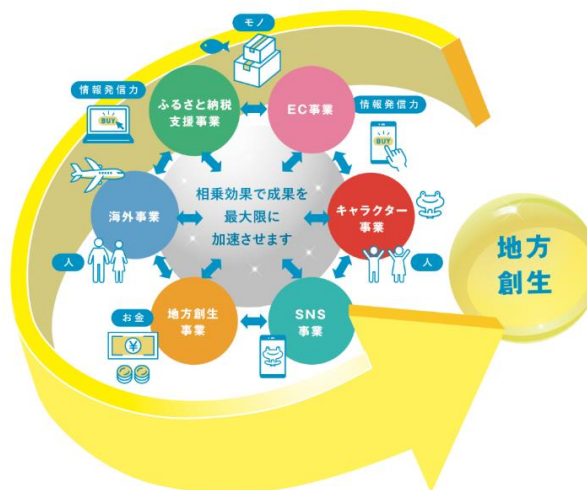 モノ
情報発信力
BUY
ふるさと納税
支援事業
EC事業
情報発信力
BUY
海外事業
相乗効果で成果を
最大限に
加速させます
キャラクター
事業
人
人
地方
創生
お金
¥
地方創生
事業
SNS
事業